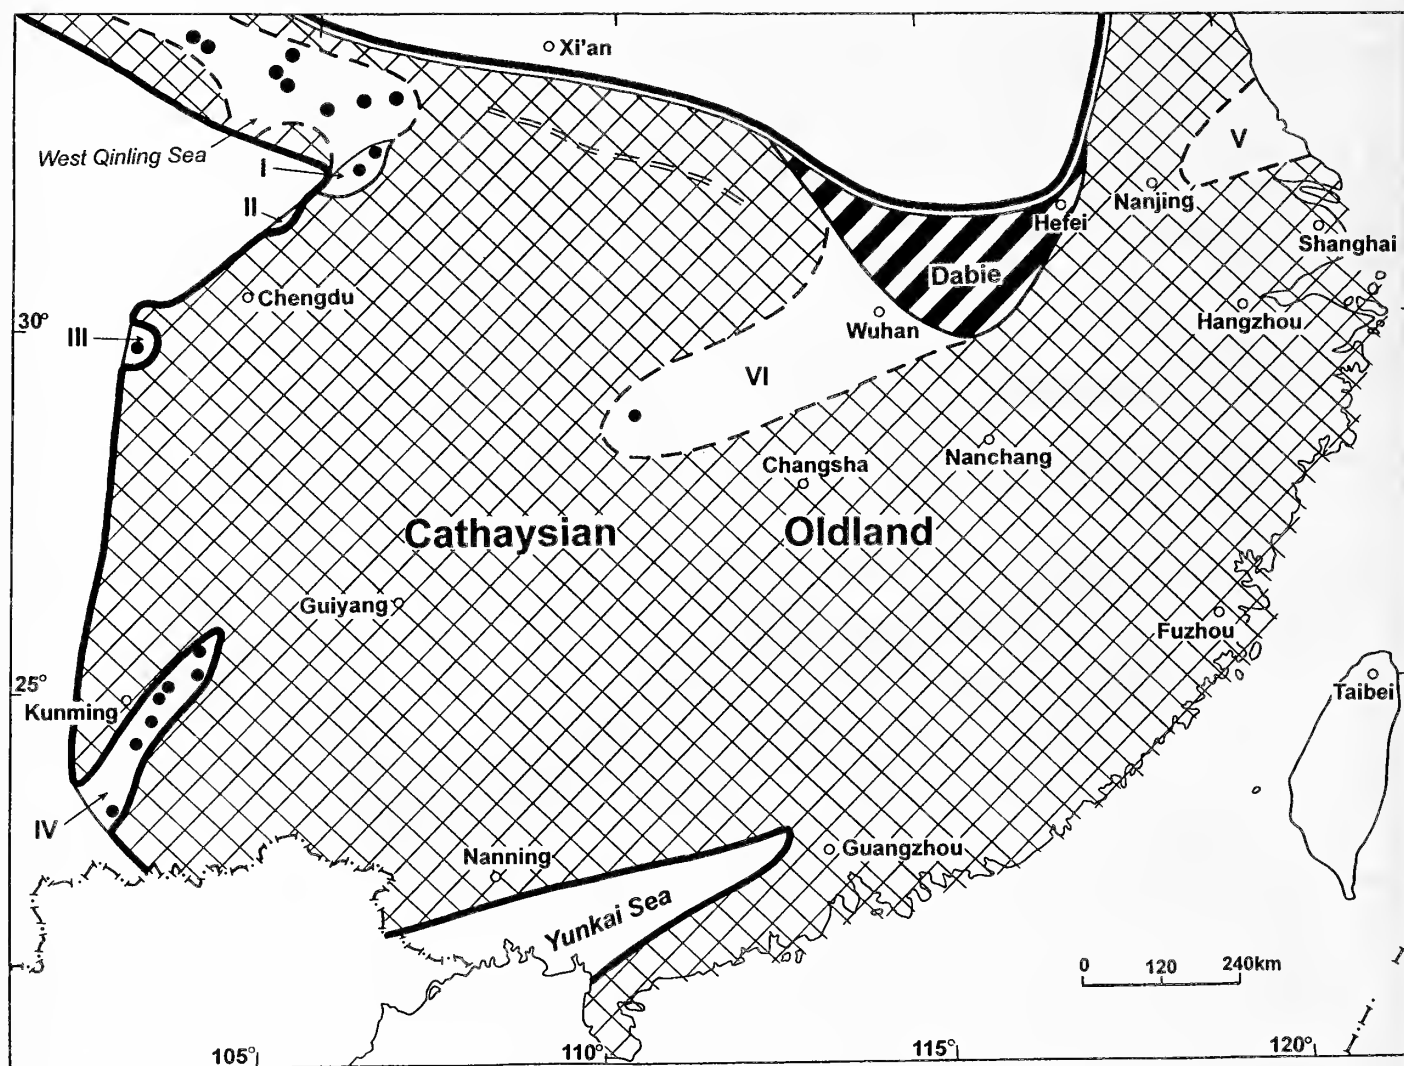 Xi'an
West Qinling Sea
I
II
V
Nanjing
Hefei
Shanghai
Dabie
Chengdu
Hangzhou
30°
III
Wuhan
VI
Changsha
Nanchang
Cathaysian Oldland
Guiyang
Fuzhou
25°
Kunming
Taibei
IV
Nanning
Guangzhou
Yunkai Sea
0 120 240km
105° 110° 115° 120°